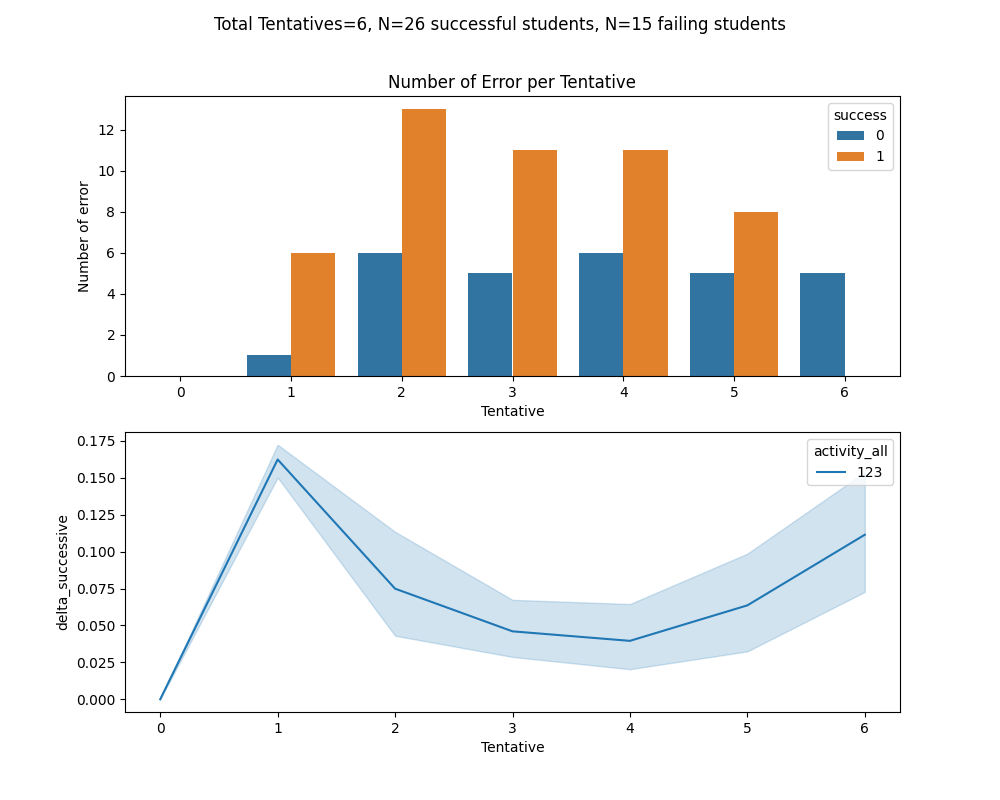 Total Tentatives=6, N=26 successful students, N=15 failing students
Number of Error per Tentative
success
0
1
Number of error
12
10
8
6
4
2
0
0 1 2 3 4 5 6
Tentative
activity_all
123
delta_successive
0.175
0.150
0.125
0.100
0.075
0.050
0.025
0.000
0 1 2 3 4 5 6
Tentative